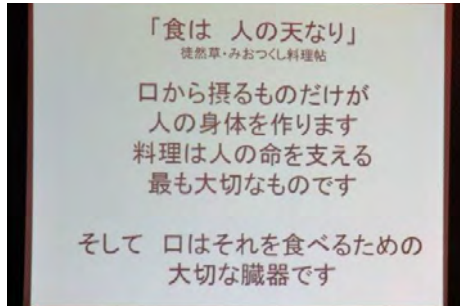 「食は　人の天なり」
徒然草・みおつくし料理帖
口から摂るものだけが
人の身体を作ります
料理は人の命を支える
最も大切なものです
そして　口はそれを食べるための
大切な臓器です